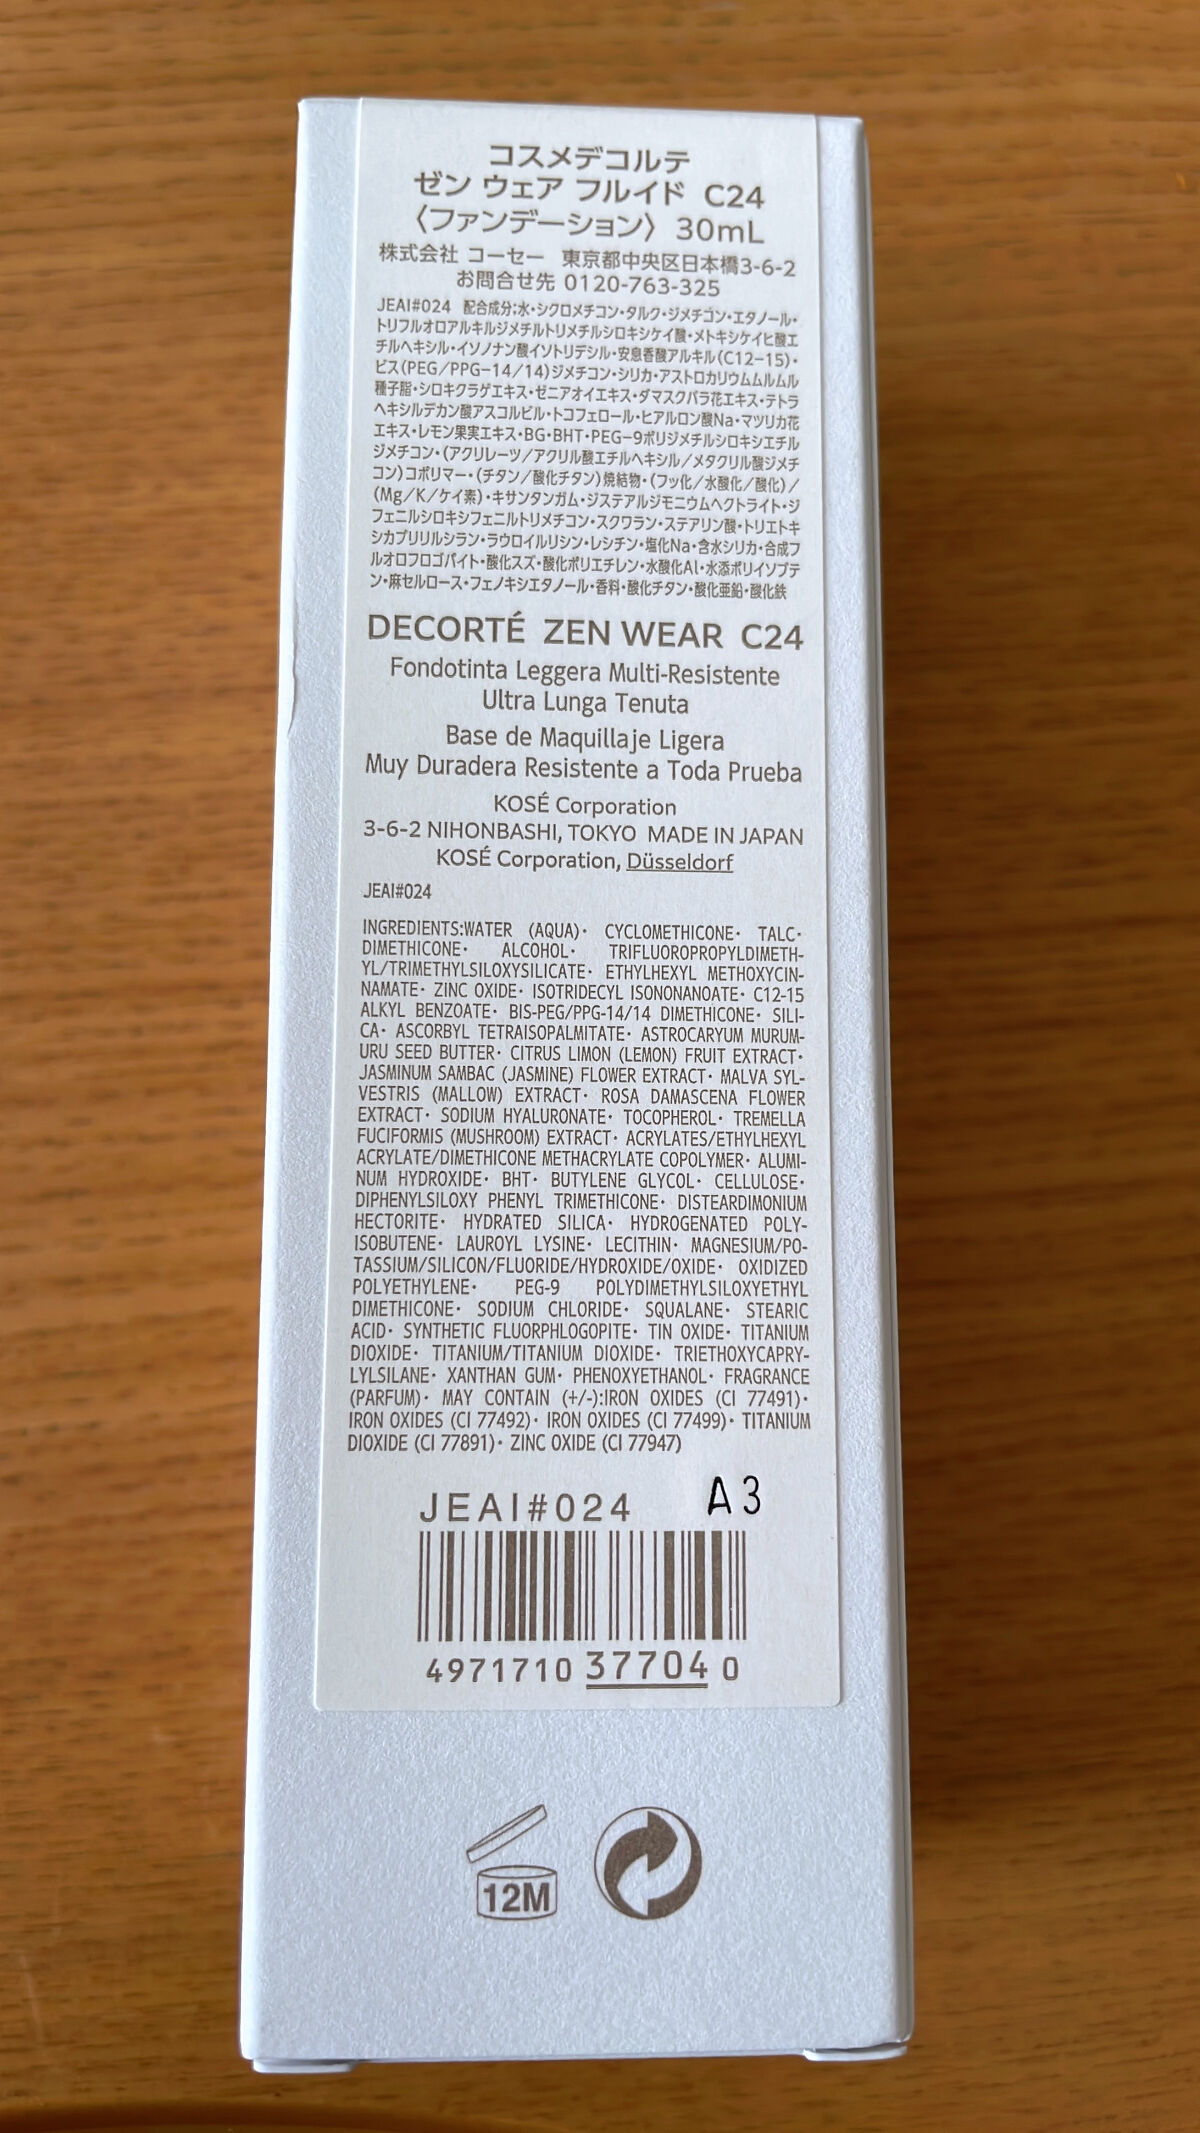 コスメデコルテ
ゼン ウェア フルイド C24
〈ファンデーション〉 30mL
株式会社 コーセー 東京都中央区日本橋3-6-2
お問合せ先 0120-763-325
JEAI#024 配合成分;水・シクロメチコン・タルク・ジメチコン・エタノール・
トリフルオロアルキルジメチルトリメチルシロキシケイ酸・メトキシケイヒ酸エ
チルヘキシル・イソノナン酸イソトリデシル・安息香酸アルキル(C12-15)・
ビス(PEG/PPG-14/14)ジメチコン・シリカ・アストロカリウムムルムル
種子脂・シロキクラゲエキス・ゼニアオイエキス・ダマスクバラ花エキス・テトラ
ヘキシルデカン酸アスコルビル・トコフェロール・ヒアルロン酸Na・マツリカ花
エキス・レモン果実エキス・BG・BHT・PEG-9ポリジメチルシロキシエチル
ジメチコン・(アクリレーツ/アクリル酸エチルヘキシル/メタクリル酸ジメチ
コン)コポリマー・(チタン/酸化チタン)焼結物・(フッ化/水酸化/酸化)/
(Mg/K/ケイ素)・キサンタンガム・ジステアルジモニウムヘクトライト・ジ
フェニルシロキシフェニルトリメチコン・スクワラン・ステアリン酸・トリエトキ
シカプリリルシラン・ラウロイルリシン・レシチン・塩化Na・含水シリカ・合成フ
ルオロフロゴパイト・酸化スズ・酸化ポリエチレン・水酸化Al・水添ポリイソブテ
ン・麻セルロース・フェノキシエタノール・香料・酸化チタン・酸化亜鉛・酸化鉄
DECORTÉ ZEN WEAR C24
Fondotinta Leggera Multi-Resistente
Ultra Lunga Tenuta
Base de Maquillaje Ligera
Muy Duradera Resistente a Toda Prueba
KOSÉ Corporation
3-6-2 NIHONBASHI, TOKYO MADE IN JAPAN
KOSÉ Corporation, Düsseldorf
JEAI#024
INGREDIENTS:WATER (AQUA)· CYCLOMETHICONE· TALC·
DIMETHICONE· ALCOHOL· TRIFLUOROPROPYLDIMETH-
YL/TRIMETHYLSILOXYSILICATE· ETHYLHEXYL METHOXYCIN-
NAMATE· ZINC OXIDE· ISOTRIDECYL ISONONANOATE· C12-15
ALKYL BENZOATE· BIS-PEG/PPG-14/14 DIMETHICONE· SILI-
CA· ASCORBYL TETRAISOPALMITATE· ASTROCARYUM MURUM-
URU SEED BUTTER· CITRUS LIMON (LEMON) FRUIT EXTRACT·
JASMINUM SAMBAC (JASMINE) FLOWER EXTRACT· MALVA SYL-
VESTRIS (MALLOW) EXTRACT· ROSA DAMASCENA FLOWER
EXTRACT· SODIUM HYALURONATE· TOCOPHEROL· TREMELLA
FUCIFORMIS (MUSHROOM) EXTRACT· ACRYLATES/ETHYLHEXYL
ACRYLATE/DIMETHICONE METHACRYLATE COPOLYMER· ALUMI-
NUM HYDROXIDE· BHT· BUTYLENE GLYCOL· CELLULOSE·
DIPHENYLSILOXY PHENYL TRIMETHICONE· DISTEARDIMONIUM
HECTORITE· HYDRATED SILICA· HYDROGENATED POLY-
ISOBUTENE· LAUROYL LYSINE· LECITHIN· MAGNESIUM/PO-
TASSIUM/SILICON/FLUORIDE/HYDROXIDE/OXIDE· OXIDIZED
POLYETHYLENE· PEG-9 POLYDIMETHYLSILOXYETHYL
DIMETHICONE· SODIUM CHLORIDE· SQUALANE· STEARIC
ACID· SYNTHETIC FLUORPHLOGOPITE· TIN OXIDE· TITANIUM
DIOXIDE· TITANIUM/TITANIUM DIOXIDE· TRIETHOXYCAPRY-
LYLSILANE· XANTHAN GUM· PHENOXYETHANOL· FRAGRANCE
(PARFUM)· MAY CONTAIN (+/-):IRON OXIDES (CI 77491)·
IRON OXIDES (CI 77492)· IRON OXIDES (CI 77499)· TITANIUM
DIOXIDE (CI 77891)· ZINC OXIDE (CI 77947)
JEAI#024 A3
4971710 37704 0
12M